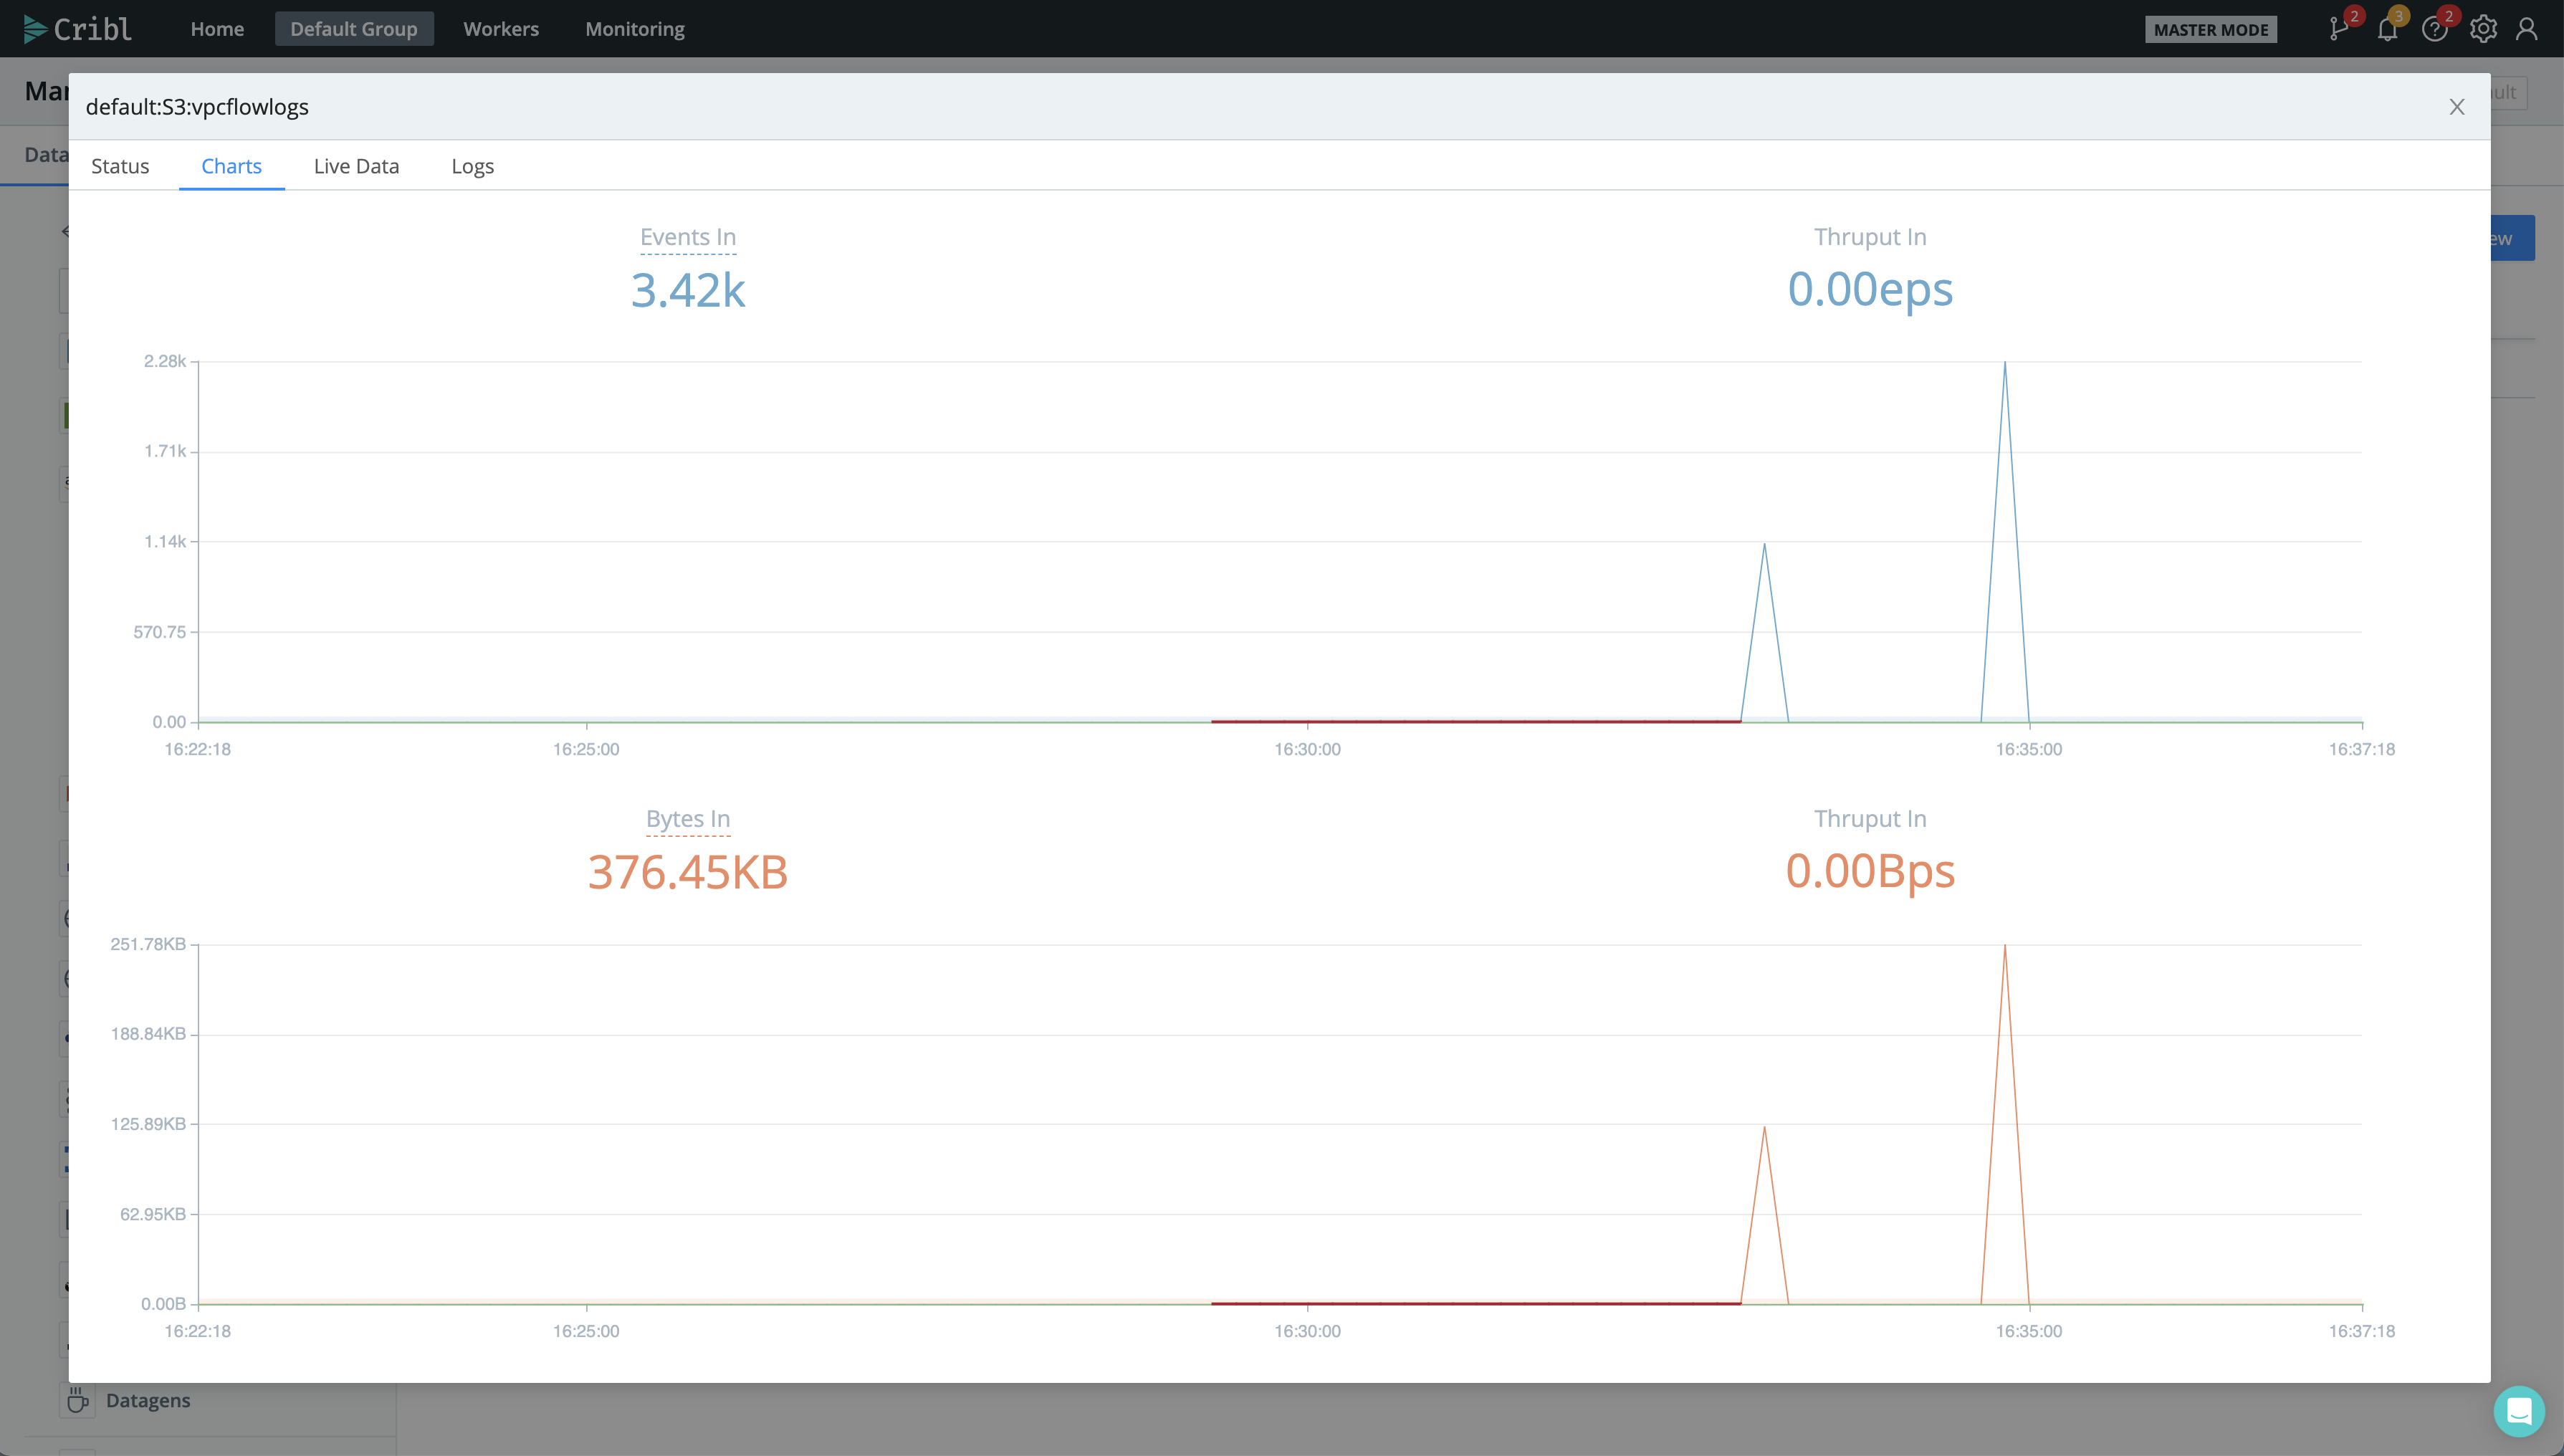 Cribl Home Default Group Workers Monitoring MASTER MODE 2 3 2
Mar ult
default:S3:vpcflowlogs
Data
Status Charts Live Data Logs
Events In Thruput In
ew
3.42k 0.00eps
2.28k
1.71k
1.14k
570.75
0.00
16:22:18 16:25:00 16:30:00 16:35:00 16:37:18
Bytes In Thruput In
376.45KB 0.00Bps
251.78KB
188.84KB
125.89KB
62.95KB
0.00B
16:22:18 16:25:00 16:30:00 16:35:00 16:37:18
Datagens